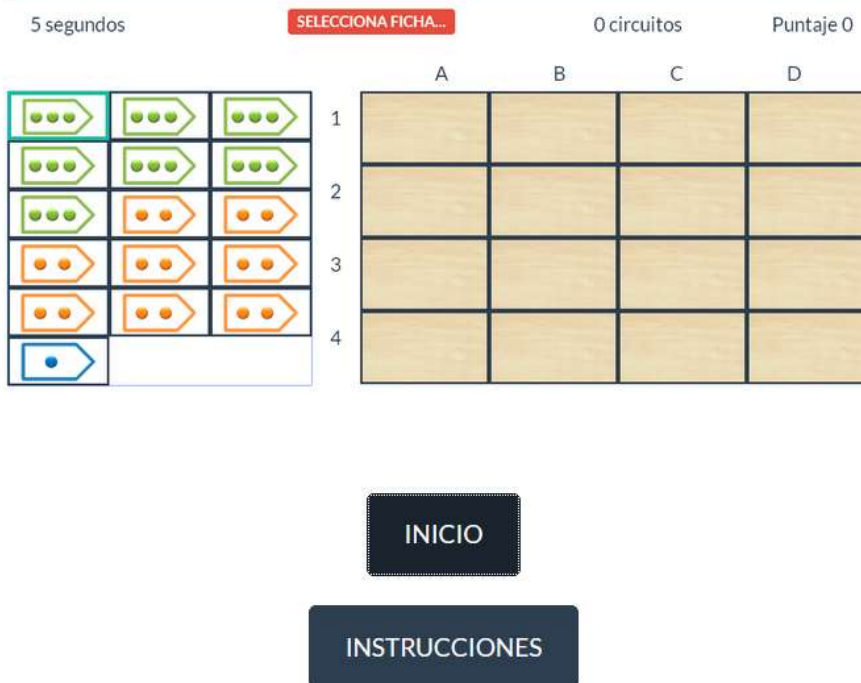 5 segundos SELECCIONA FICHA... 0 circuitos Puntaje 0
A B C D
1
2
3
4
INICIO
INSTRUCCIONES